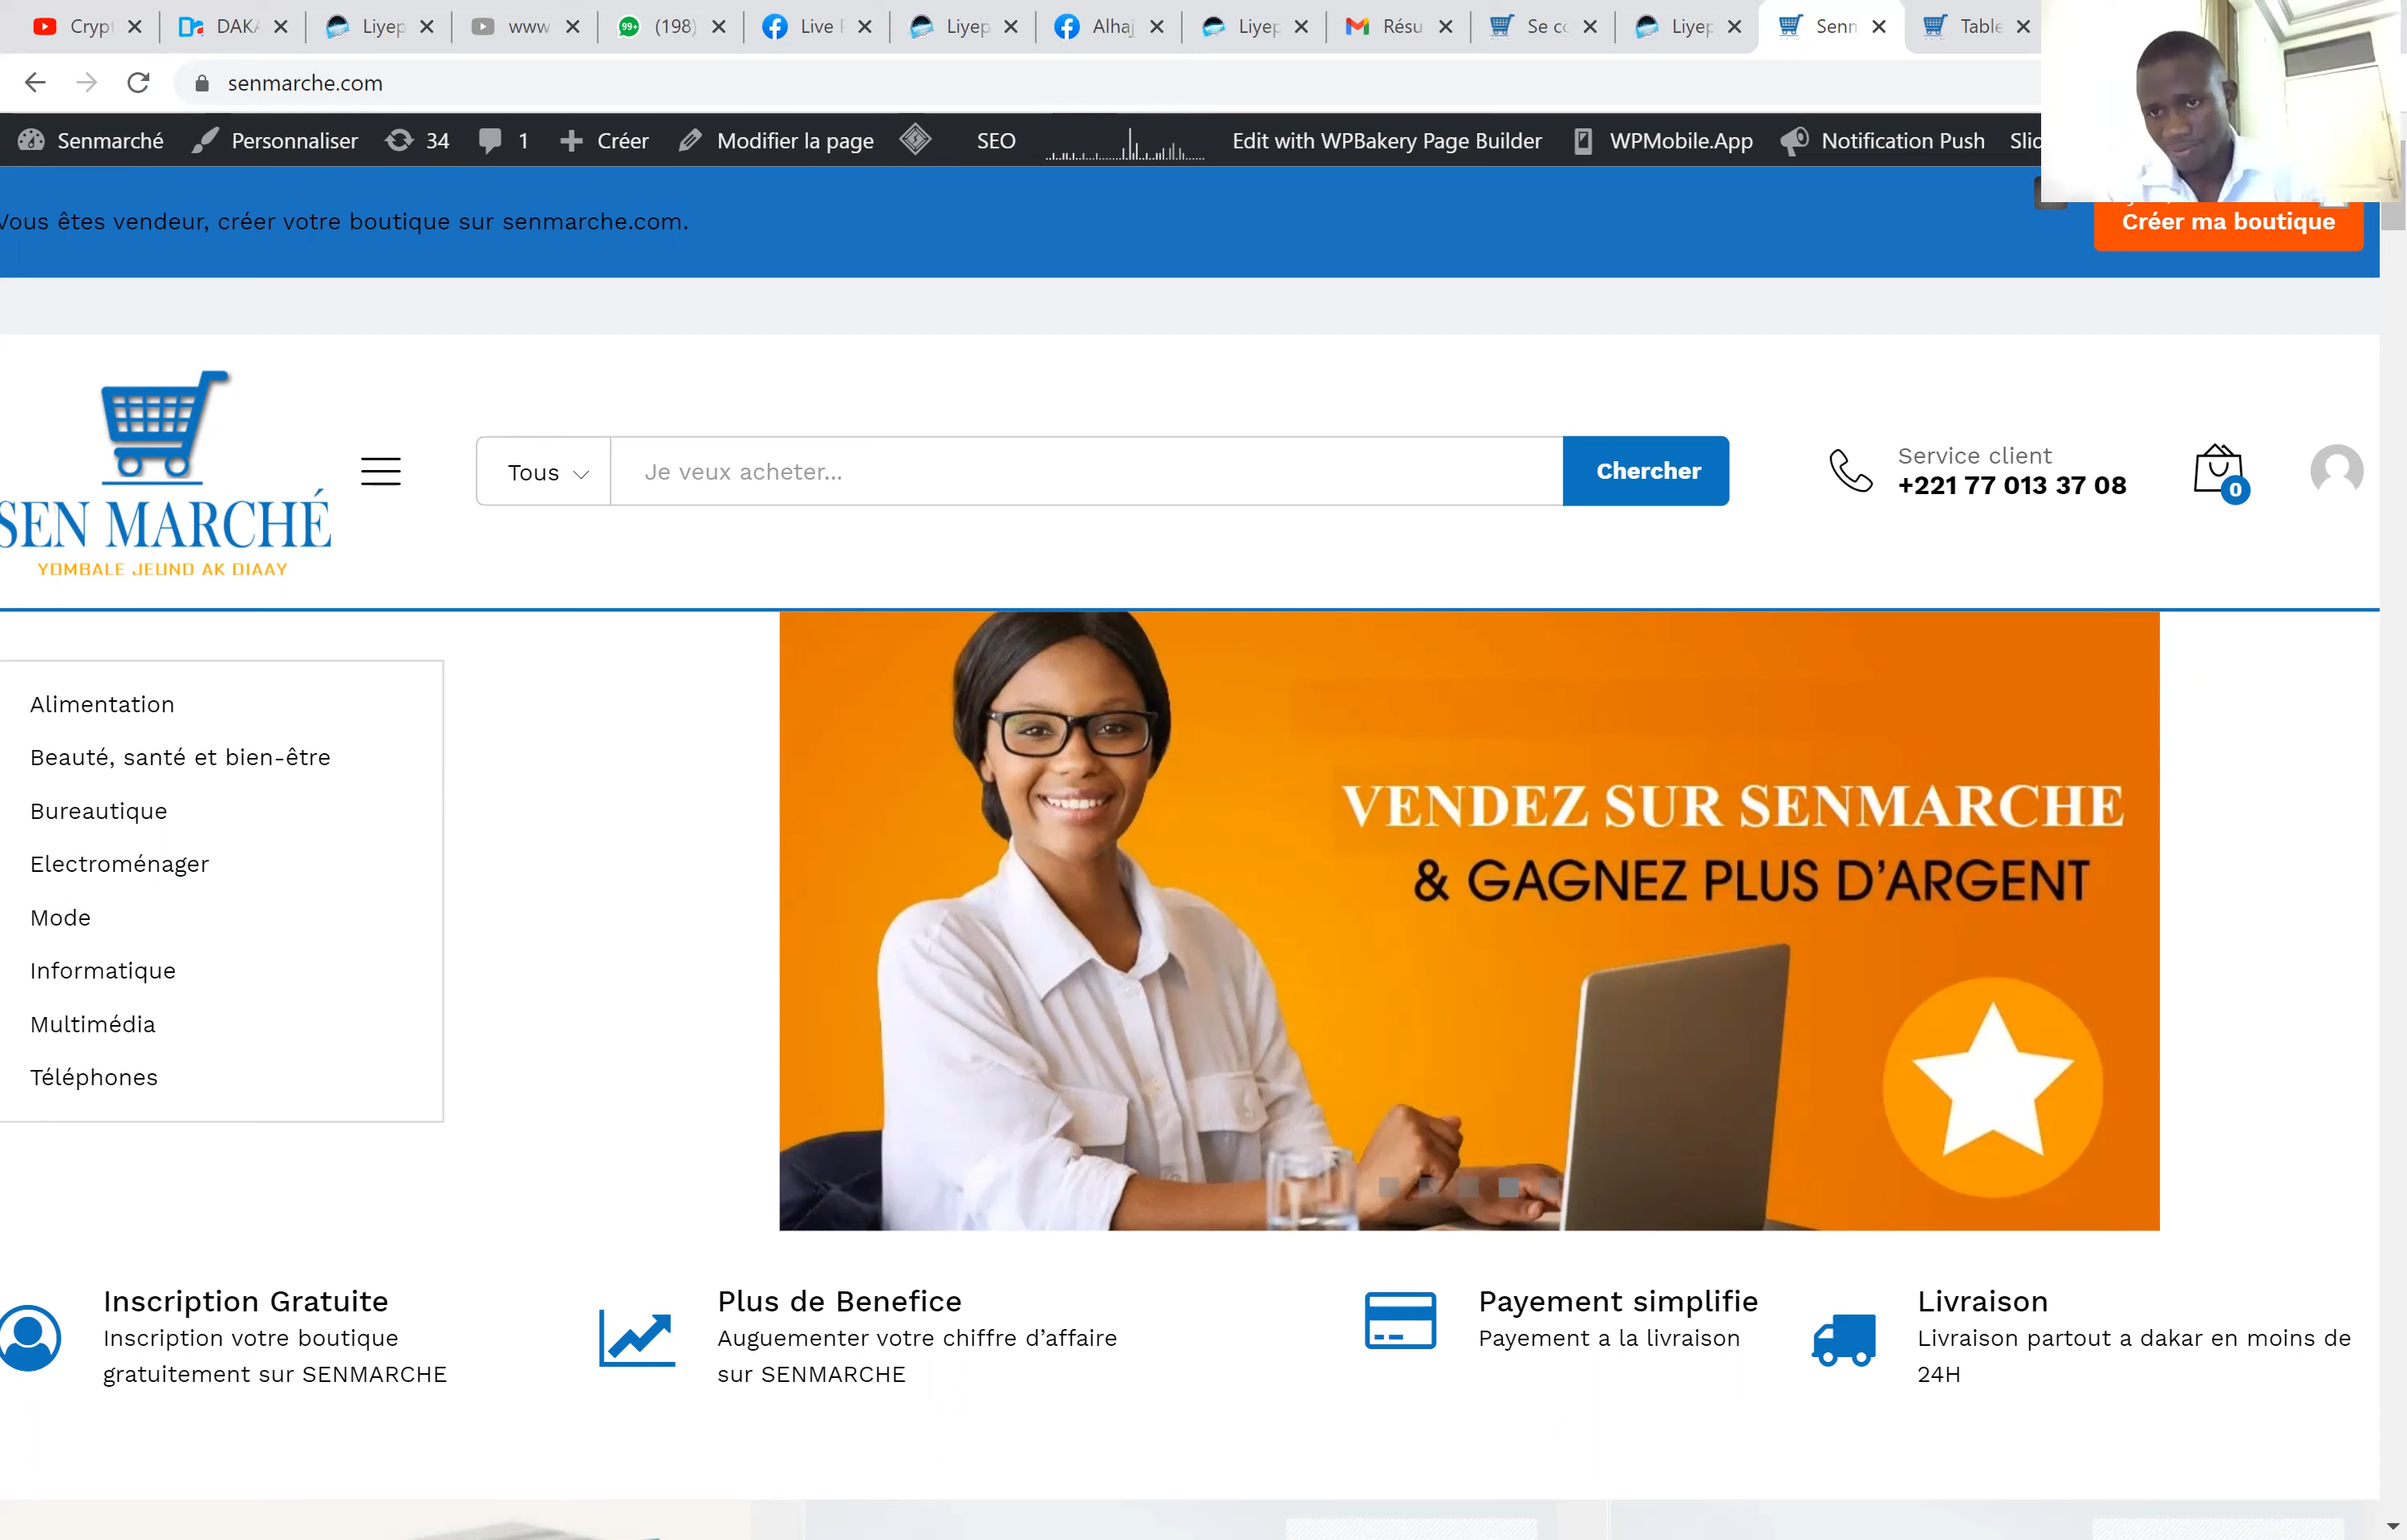 Cryp
DAKA
Liyep
www
99+
(198)
Live
Liyep
Alhaj
Liyep
Résu
Se co
Liyep
Senn
Table
senmarche.com
Senmarché
Personnaliser
34
1
Créer
Modifier la page
SEO
Edit with WPBakery Page Builder
WPMobile.App
Notification Push
Slid
Vous êtes vendeur, créer votre boutique sur senmarche.com.
Créer ma boutique
SEN MARCHÉ
YOMBALE JEUND AK DIAAY
Tous
Je veux acheter...
Chercher
Service client
+221 77 013 37 08
0
Alimentation
Beauté, santé et bien-être
Bureautique
Electroménager
Mode
Informatique
Multimédia
Téléphones
VENDEZ SUR SENMARCHE
& GAGNEZ PLUS D'ARGENT
Inscription Gratuite
Inscription votre boutique
gratuitement sur SENMARCHE
Plus de Benefice
Auguementer votre chiffre d'affaire
sur SENMARCHE
Payement simplifie
Payement a la livraison
Livraison
Livraison partout a dakar en moins de
24H